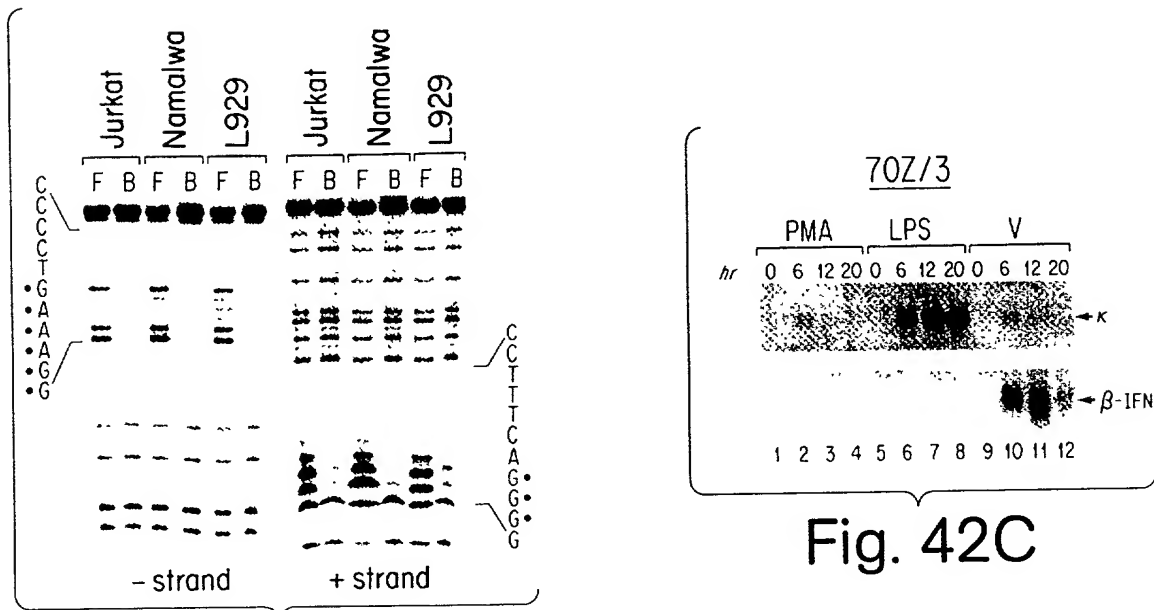 Jurkat
Namalwa
L929
Jurkat
Namalwa
L929
F B F B F B
F B F B F B
C
C
C
C
T
• G
• A
• A
• A
• A
• G
• G
C
C
T
T
T
C
A
G •
G •
G •
G
− strand
+ strand
70Z/3
PMA LPS V
hr 0 6 12 20 0 6 12 20 0 6 12 20
κ
β-IFN
1 2 3 4 5 6 7 8 9 10 11 12
Fig. 42C